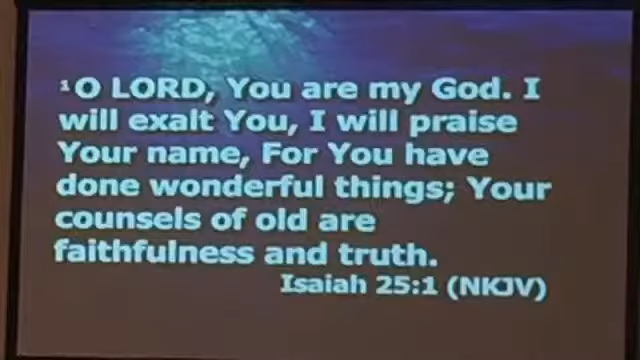 ¹O LORD, You are my God. I
will exalt You, I will praise
Your name, For You have
done wonderful things; Your
counsels of old are
faithfulness and truth.
Isaiah 25:1 (NKJV)